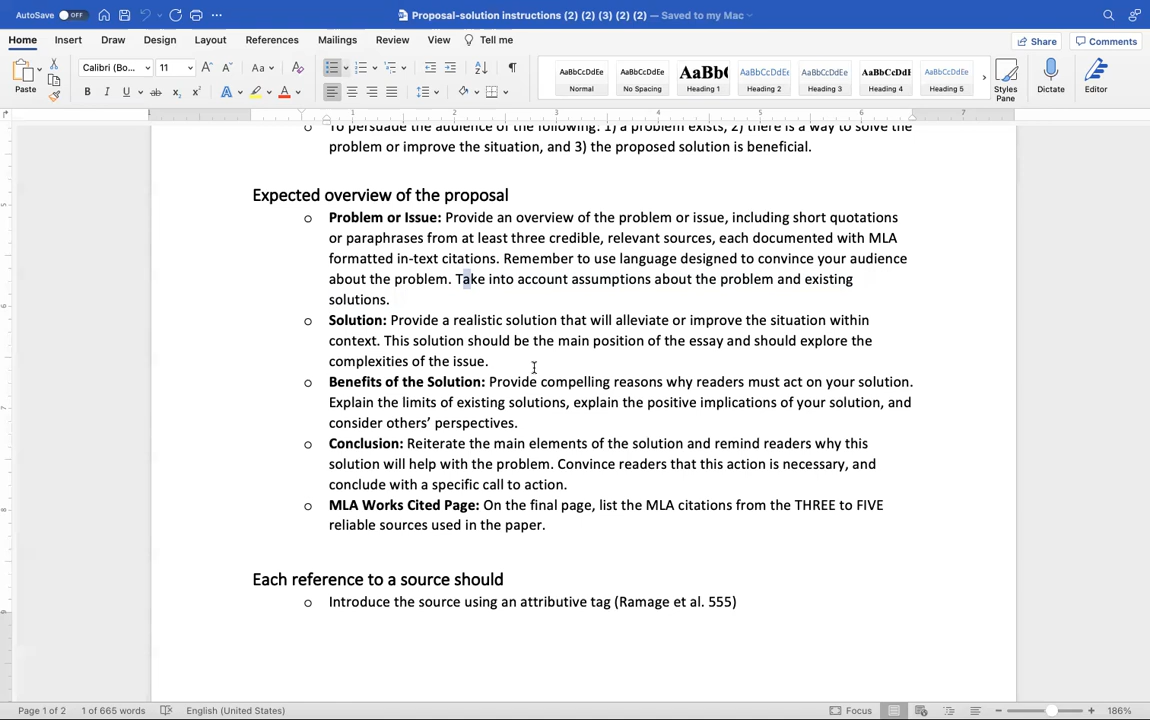 AutoSave OFF
Proposal-solution instructions (2) (2) (3) (2) (2) — Saved to my Mac
Home Insert Draw Design Layout References Mailings Review View Tell me
Share Comments
Paste
Calibri (Bo... 11
AaBbCcDdEe AaBbCcDdEe AaBb( AaBbCcDdEe AaBbCcDdEe AaBbCcDdE AaBbCcDdEe
Normal No Spacing Heading 1 Heading 2 Heading 3 Heading 4 Heading 5
Styles Pane
Dictate
Editor
1 1 2 3 4 5 6 7
To persuade the audience of the following: 1) a problem exists, 2) there is a way to solve the
problem or improve the situation, and 3) the proposed solution is beneficial.
Expected overview of the proposal
o Problem or Issue: Provide an overview of the problem or issue, including short quotations
or paraphrases from at least three credible, relevant sources, each documented with MLA
formatted in-text citations. Remember to use language designed to convince your audience
about the problem. Take into account assumptions about the problem and existing
solutions.
o Solution: Provide a realistic solution that will alleviate or improve the situation within
context. This solution should be the main position of the essay and should explore the
complexities of the issue.
o Benefits of the Solution: Provide compelling reasons why readers must act on your solution.
Explain the limits of existing solutions, explain the positive implications of your solution, and
consider others’ perspectives.
o Conclusion: Reiterate the main elements of the solution and remind readers why this
solution will help with the problem. Convince readers that this action is necessary, and
conclude with a specific call to action.
o MLA Works Cited Page: On the final page, list the MLA citations from the THREE to FIVE
reliable sources used in the paper.
Each reference to a source should
o Introduce the source using an attributive tag (Ramage et al. 555)
Page 1 of 2 1 of 665 words English (United States) Focus 186%